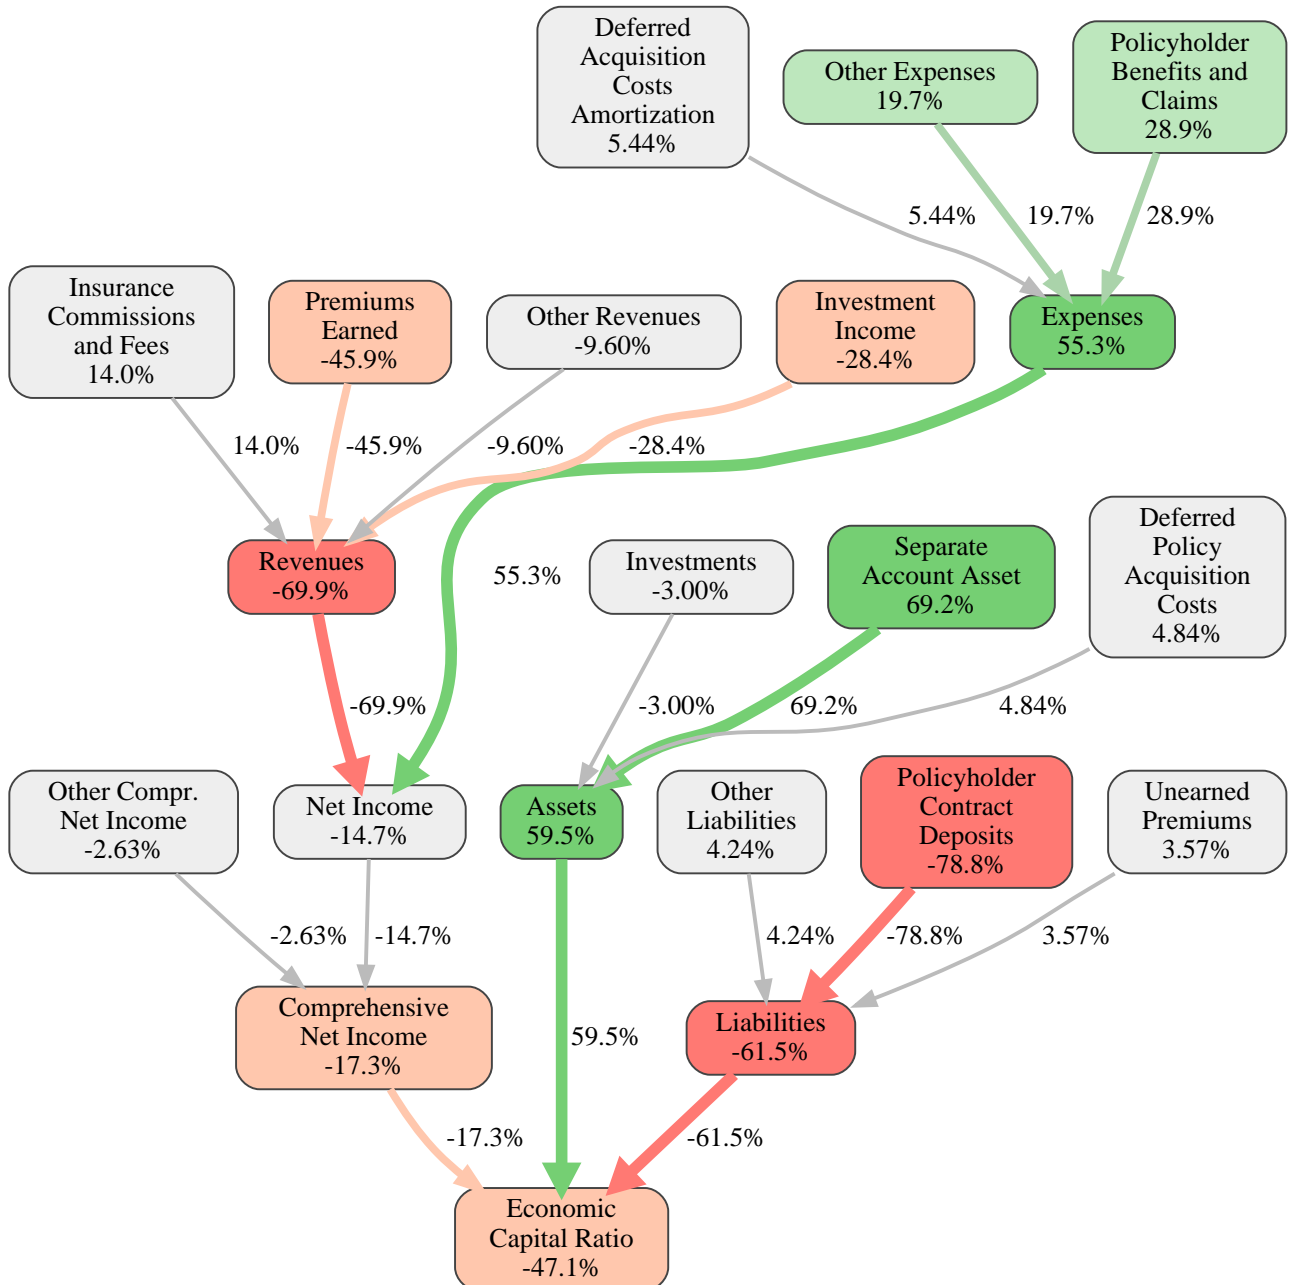 Deferred
Acquisition
Costs
Amortization
5.44%
Other Expenses
19.7%
Policyholder
Benefits and
Claims
28.9%
5.44%
19.7%
28.9%
Insurance
Commissions
and Fees
14.0%
Premiums
Earned
-45.9%
Other Revenues
-9.60%
Investment
Income
-28.4%
Expenses
55.3%
14.0%
-45.9%
-9.60%
-28.4%
Revenues
-69.9%
55.3%
Investments
-3.00%
Separate
Account Asset
69.2%
Deferred
Policy
Acquisition
Costs
4.84%
-69.9%
-3.00%
69.2%
4.84%
Other Compr.
Net Income
-2.63%
Net Income
-14.7%
Assets
59.5%
Other
Liabilities
4.24%
Policyholder
Contract
Deposits
-78.8%
Unearned
Premiums
3.57%
-2.63%
-14.7%
4.24%
-78.8%
3.57%
Comprehensive
Net Income
-17.3%
59.5%
Liabilities
-61.5%
-17.3%
-61.5%
Economic
Capital Ratio
-47.1%